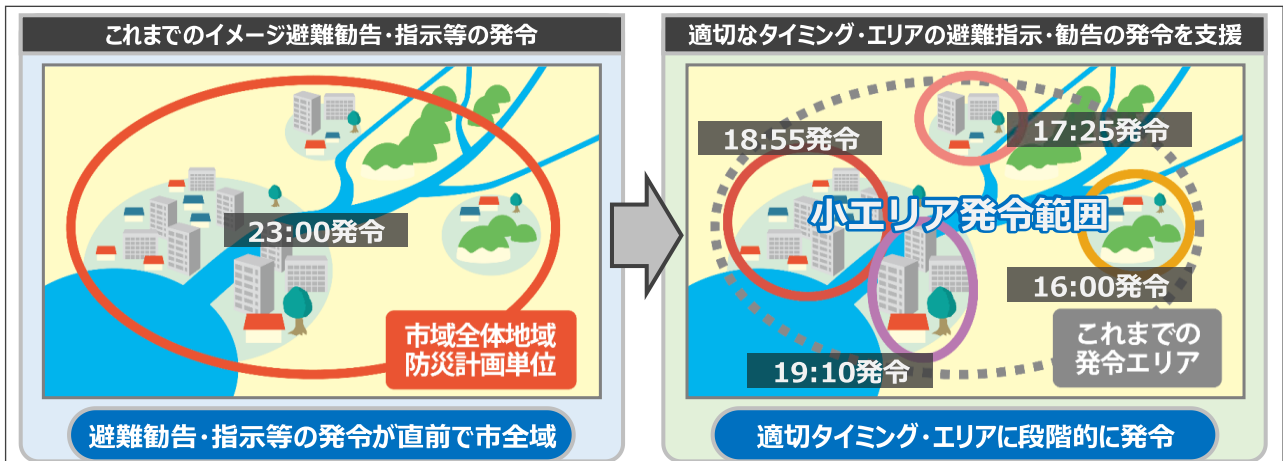 これまでのイメージ避難勧告・指示等の発令
23:00発令
市域全体地域
防災計画単位
避難勧告・指示等の発令が直前で市全域
適切なタイミング・エリアの避難指示・勧告の発令を支援
17:25発令
18:55発令
小エリア発令範囲
16:00発令
これまでの
発令エリア
19:10発令
適切タイミング・エリアに段階的に発令